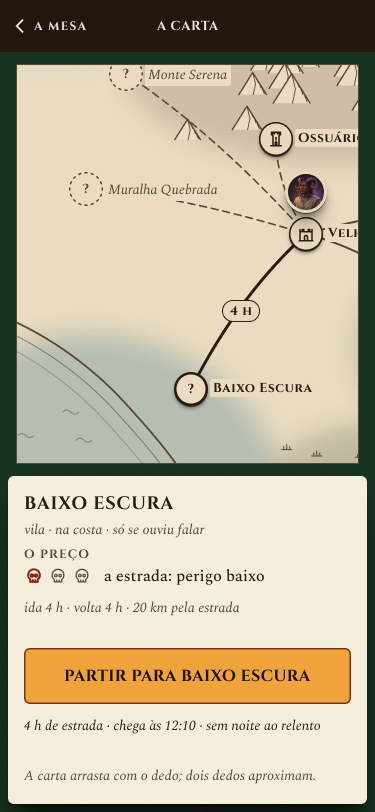 A MESA
A CARTA
?
Monte Serena
OSSUÁRI
?
Muralha Quebrada
VEL
4 H
?
BAIXO ESCURA
BAIXO ESCURA
vila · na costa · só se ouviu falar
O PREÇO
a estrada: perigo baixo
ida 4 h · volta 4 h · 20 km pela estrada
PARTIR PARA BAIXO ESCURA
4 h de estrada · chega às 12:10 · sem noite ao relento
A carta arrasta com o dedo; dois dedos aproximam.